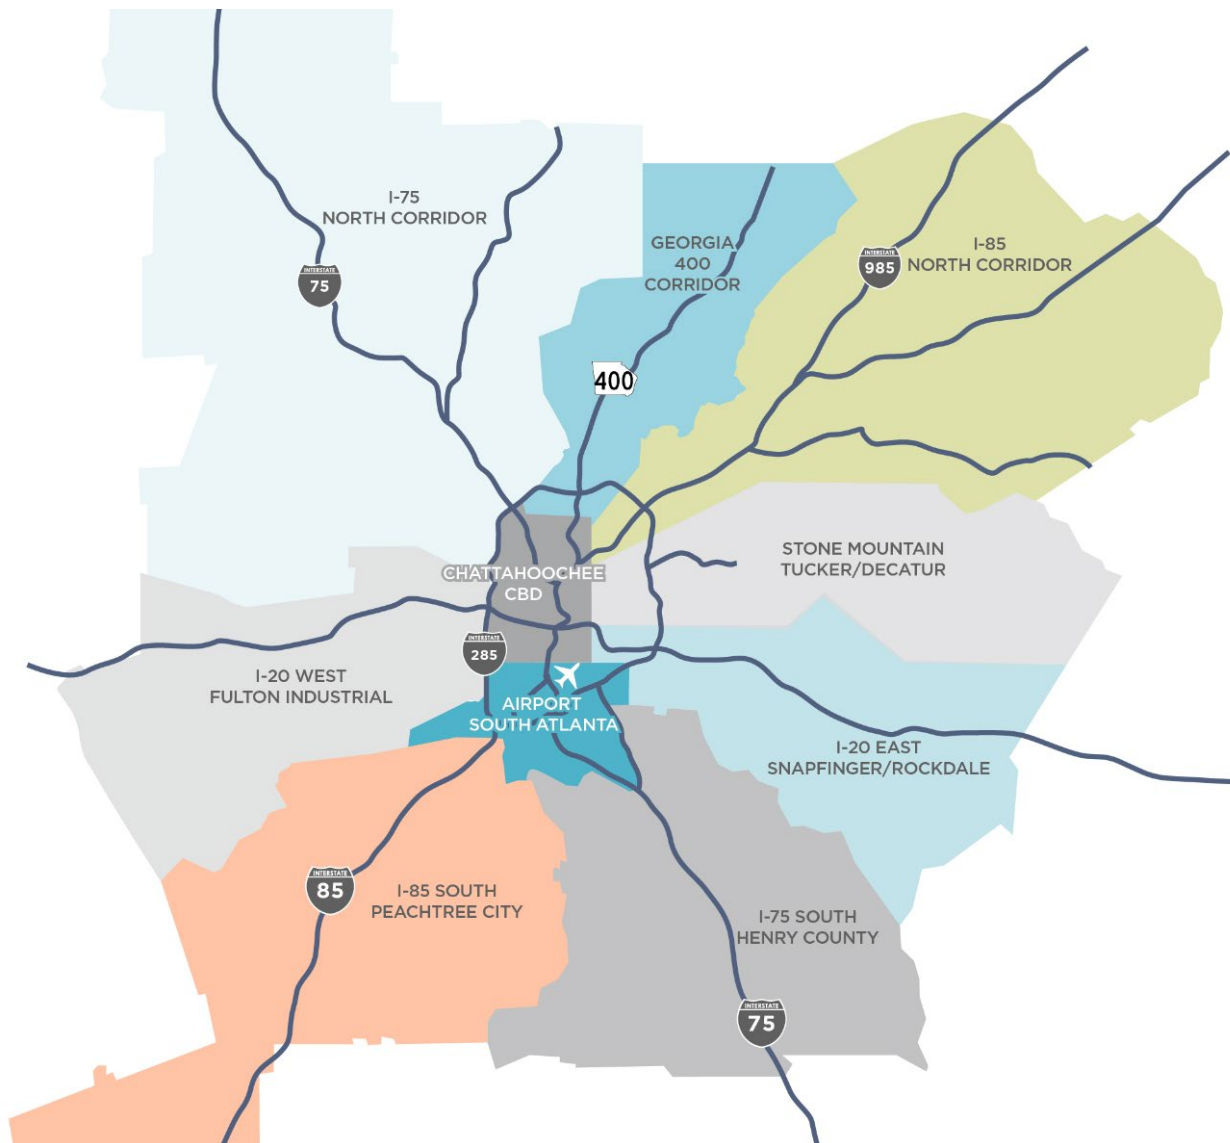 I-75
NORTH CORRIDOR
INTERSTATE
75
GEORGIA
400
CORRIDOR
I-85
NORTH CORRIDOR
INTERSTATE
985
400
STONE MOUNTAIN
TUCKER/DECATUR
CHATTAHOOCHEE
CBD
INTERSTATE
285
I-20 WEST
FULTON INDUSTRIAL
AIRPORT
SOUTH ATLANTA
I-20 EAST
SNAPFINGER/ROCKDALE
INTERSTATE
85
I-85 SOUTH
PEACHTREE CITY
I-75 SOUTH
HENRY COUNTY
INTERSTATE
75